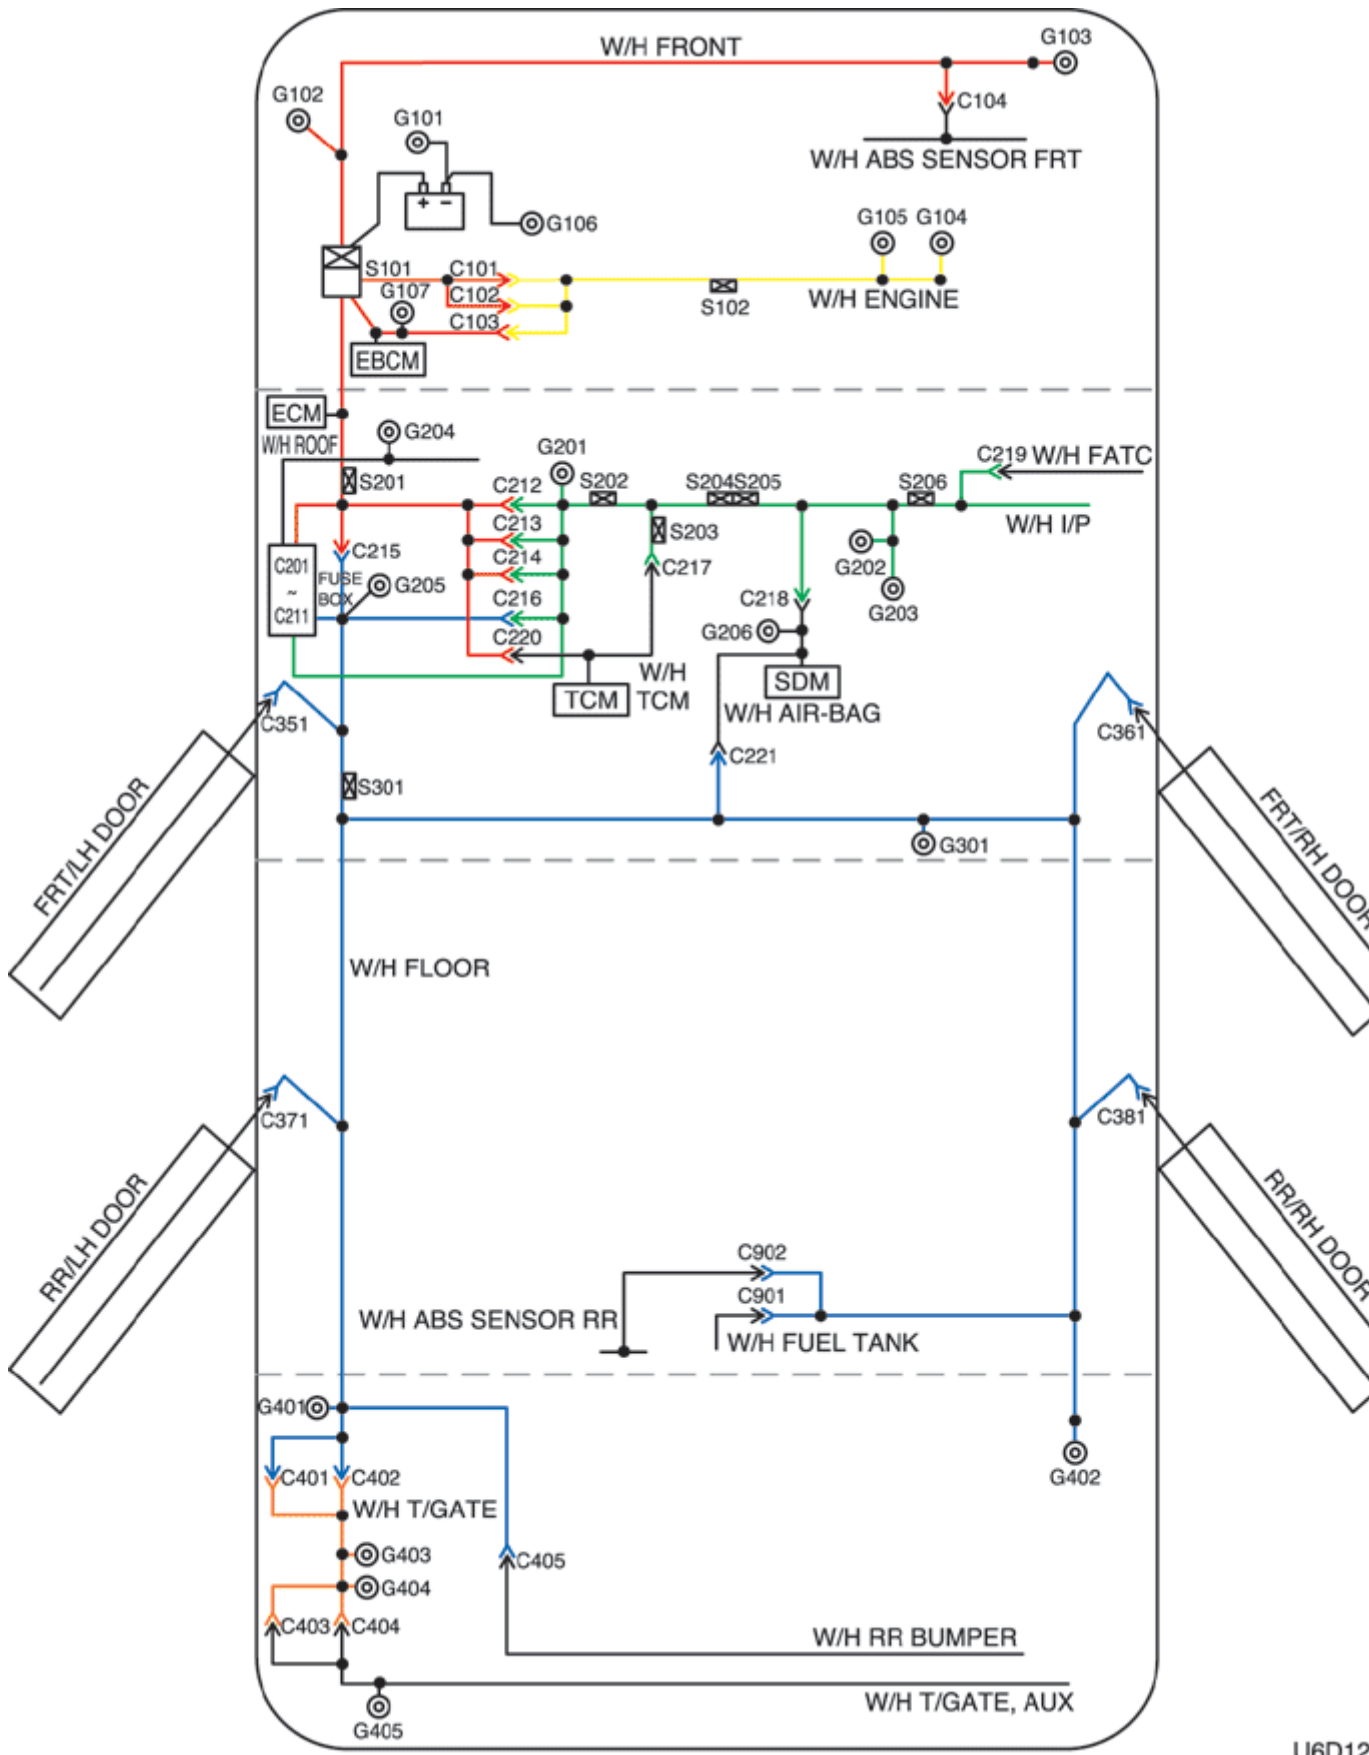 W/H FRONT
G103
G102
C104
G101
W/H ABS SENSOR FRT
G106
G105 G104
S101
C101
G107
C102
S102
W/H ENGINE
C103
EBCM
ECM
W/H ROOF
G204
G201
C219 W/H FATC
S201
C212
S202
S204S205
S206
C213
S203
W/H I/P
C215
C214
C217
G202
C201
~
C211
FUSE
BOX
G205
C216
C218
G203
C220
G206
W/H
TCM
TCM
SDM
W/H AIR-BAG
C351
C361
C221
S301
FRT/LH DOOR
FRT/RH DOOR
G301
W/H FLOOR
C371
C381
RR/LH DOOR
RR/RH DOOR
C902
C901
W/H ABS SENSOR RR
W/H FUEL TANK
G401
G402
C401
C402
W/H T/GATE
G403
C405
G404
C403
C404
W/H RR BUMPER
W/H T/GATE, AUX
G405